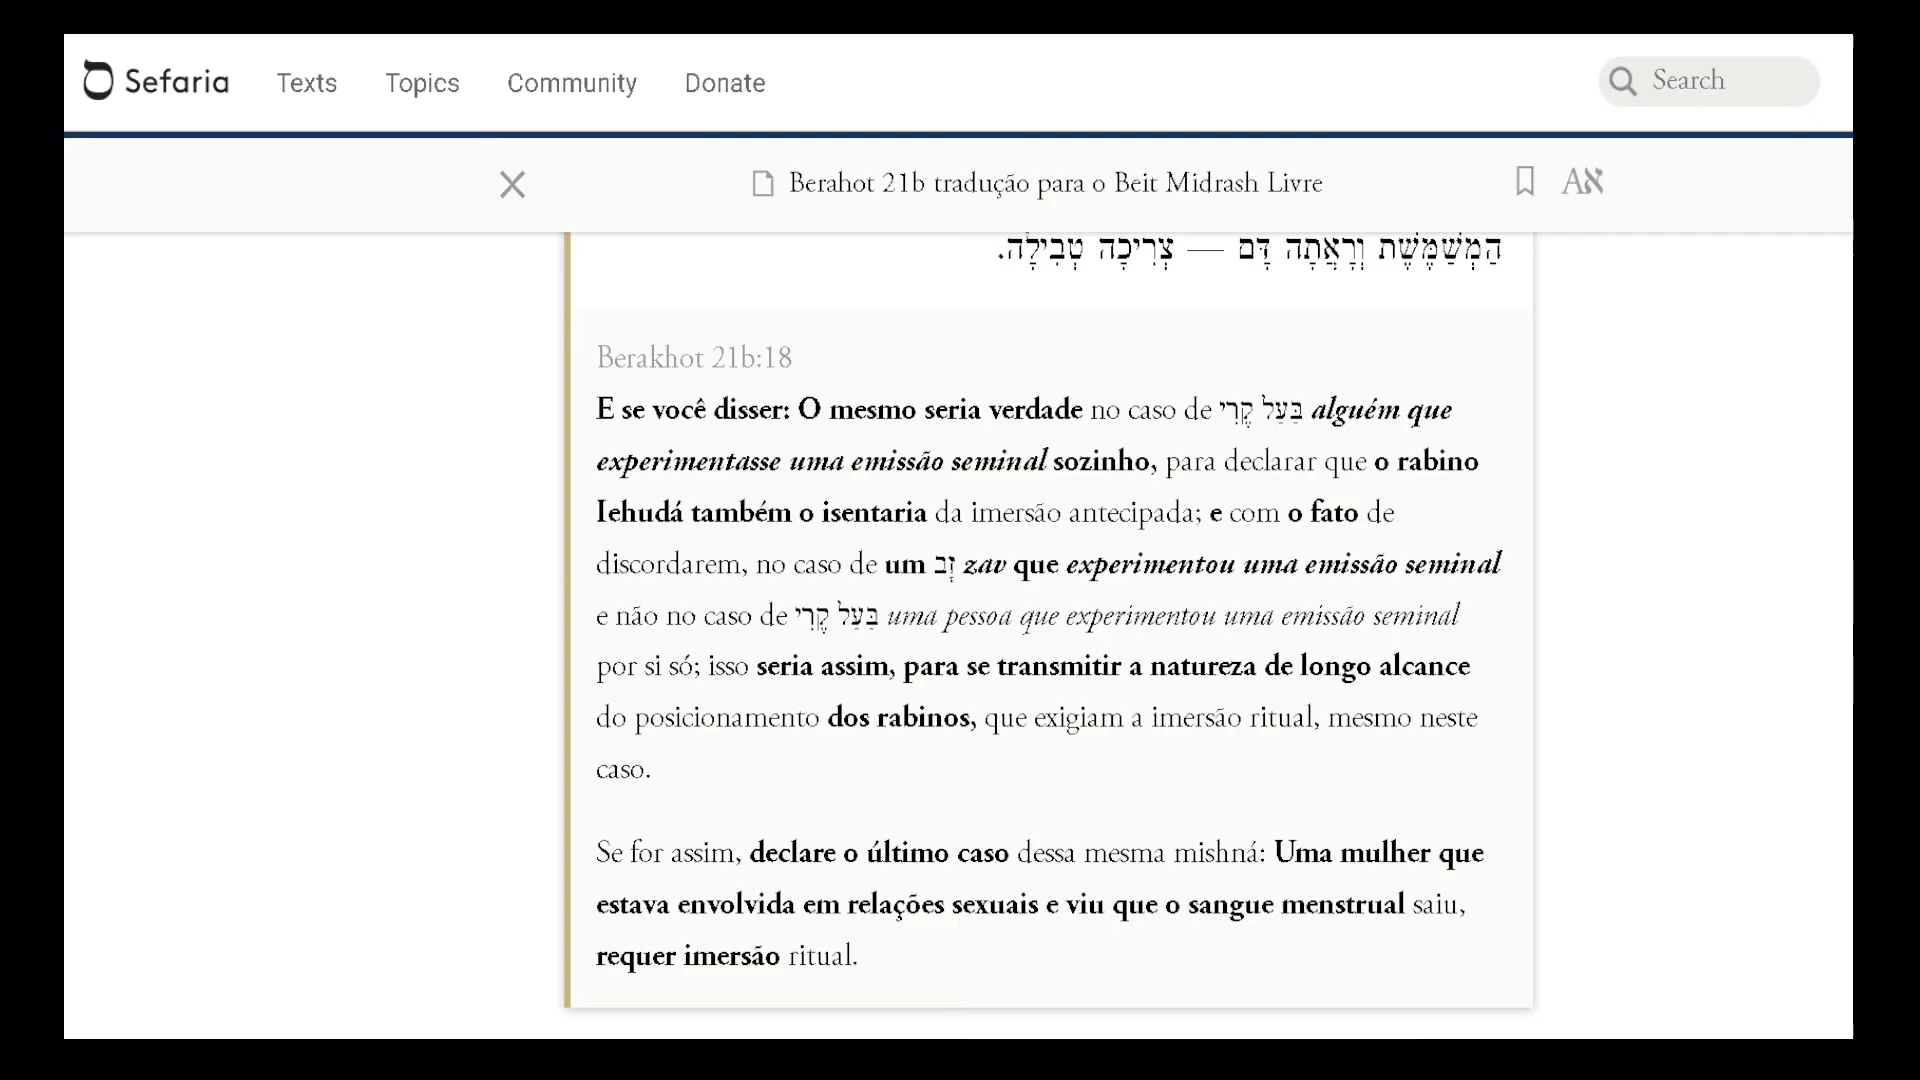 Sefaria Texts Topics Community Donate Search
Berahot 21b tradução para o Beit Midrash Livre Aא
הַמְשַׁמֶּשֶׁת וְרָאֲתָה דָּם — צְרִיכָה טְבִילָה.
Berakhot 21b:18
E se você disser: O mesmo seria verdade no caso de בַּעַל קֶרִי alguém que
experimentasse uma emissão seminal sozinho, para declarar que o rabino
Iehudá também o isentaria da imersão antecipada; e com o fato de
discordarem, no caso de um זָב zav que experimentou uma emissão seminal
e não no caso de בַּעַל קֶרִי uma pessoa que experimentou uma emissão seminal
por si só; isso seria assim, para se transmitir a natureza de longo alcance
do posicionamento dos rabinos, que exigiam a imersão ritual, mesmo neste
caso.
Se for assim, declare o último caso dessa mesma mishná: Uma mulher que
estava envolvida em relações sexuais e viu que o sangue menstrual saiu,
requer imersão ritual.